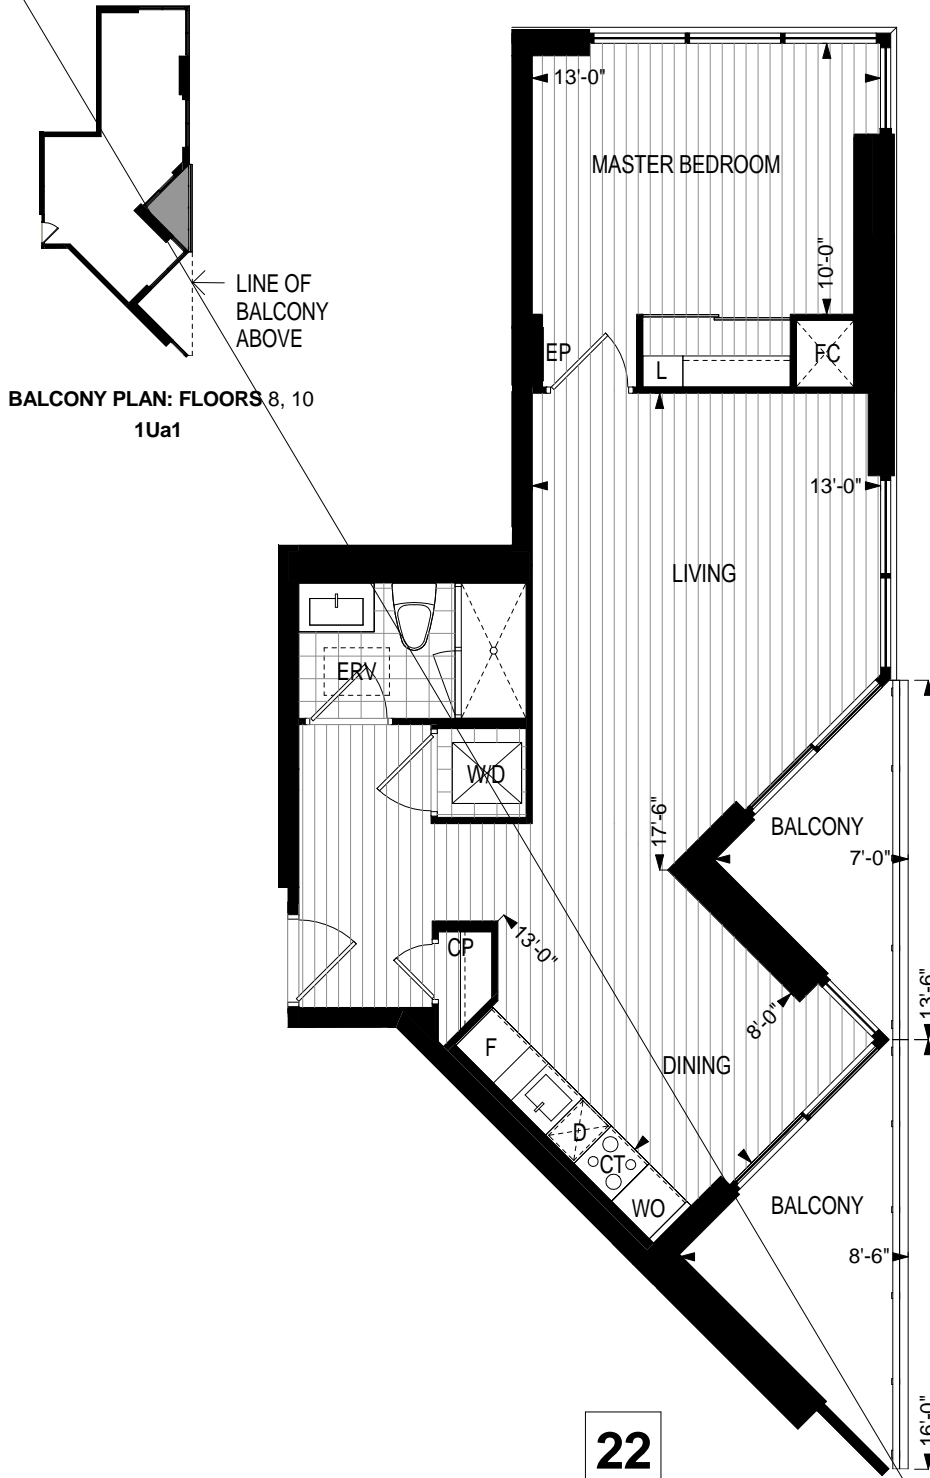 LINE OF
BALCONY
ABOVE
BALCONY PLAN: FLOORS 8, 10
1Ua1
13'-0"
MASTER BEDROOM
10'-0"
EP
L
FC
13'-0"
LIVING
ERV
W/D
17'-6"
BALCONY
7'-0"
CP
13'-0"
13'-6"
8'-0"
F
DINING
D
CT
WO
BALCONY
8'-6"
16'-0"
22